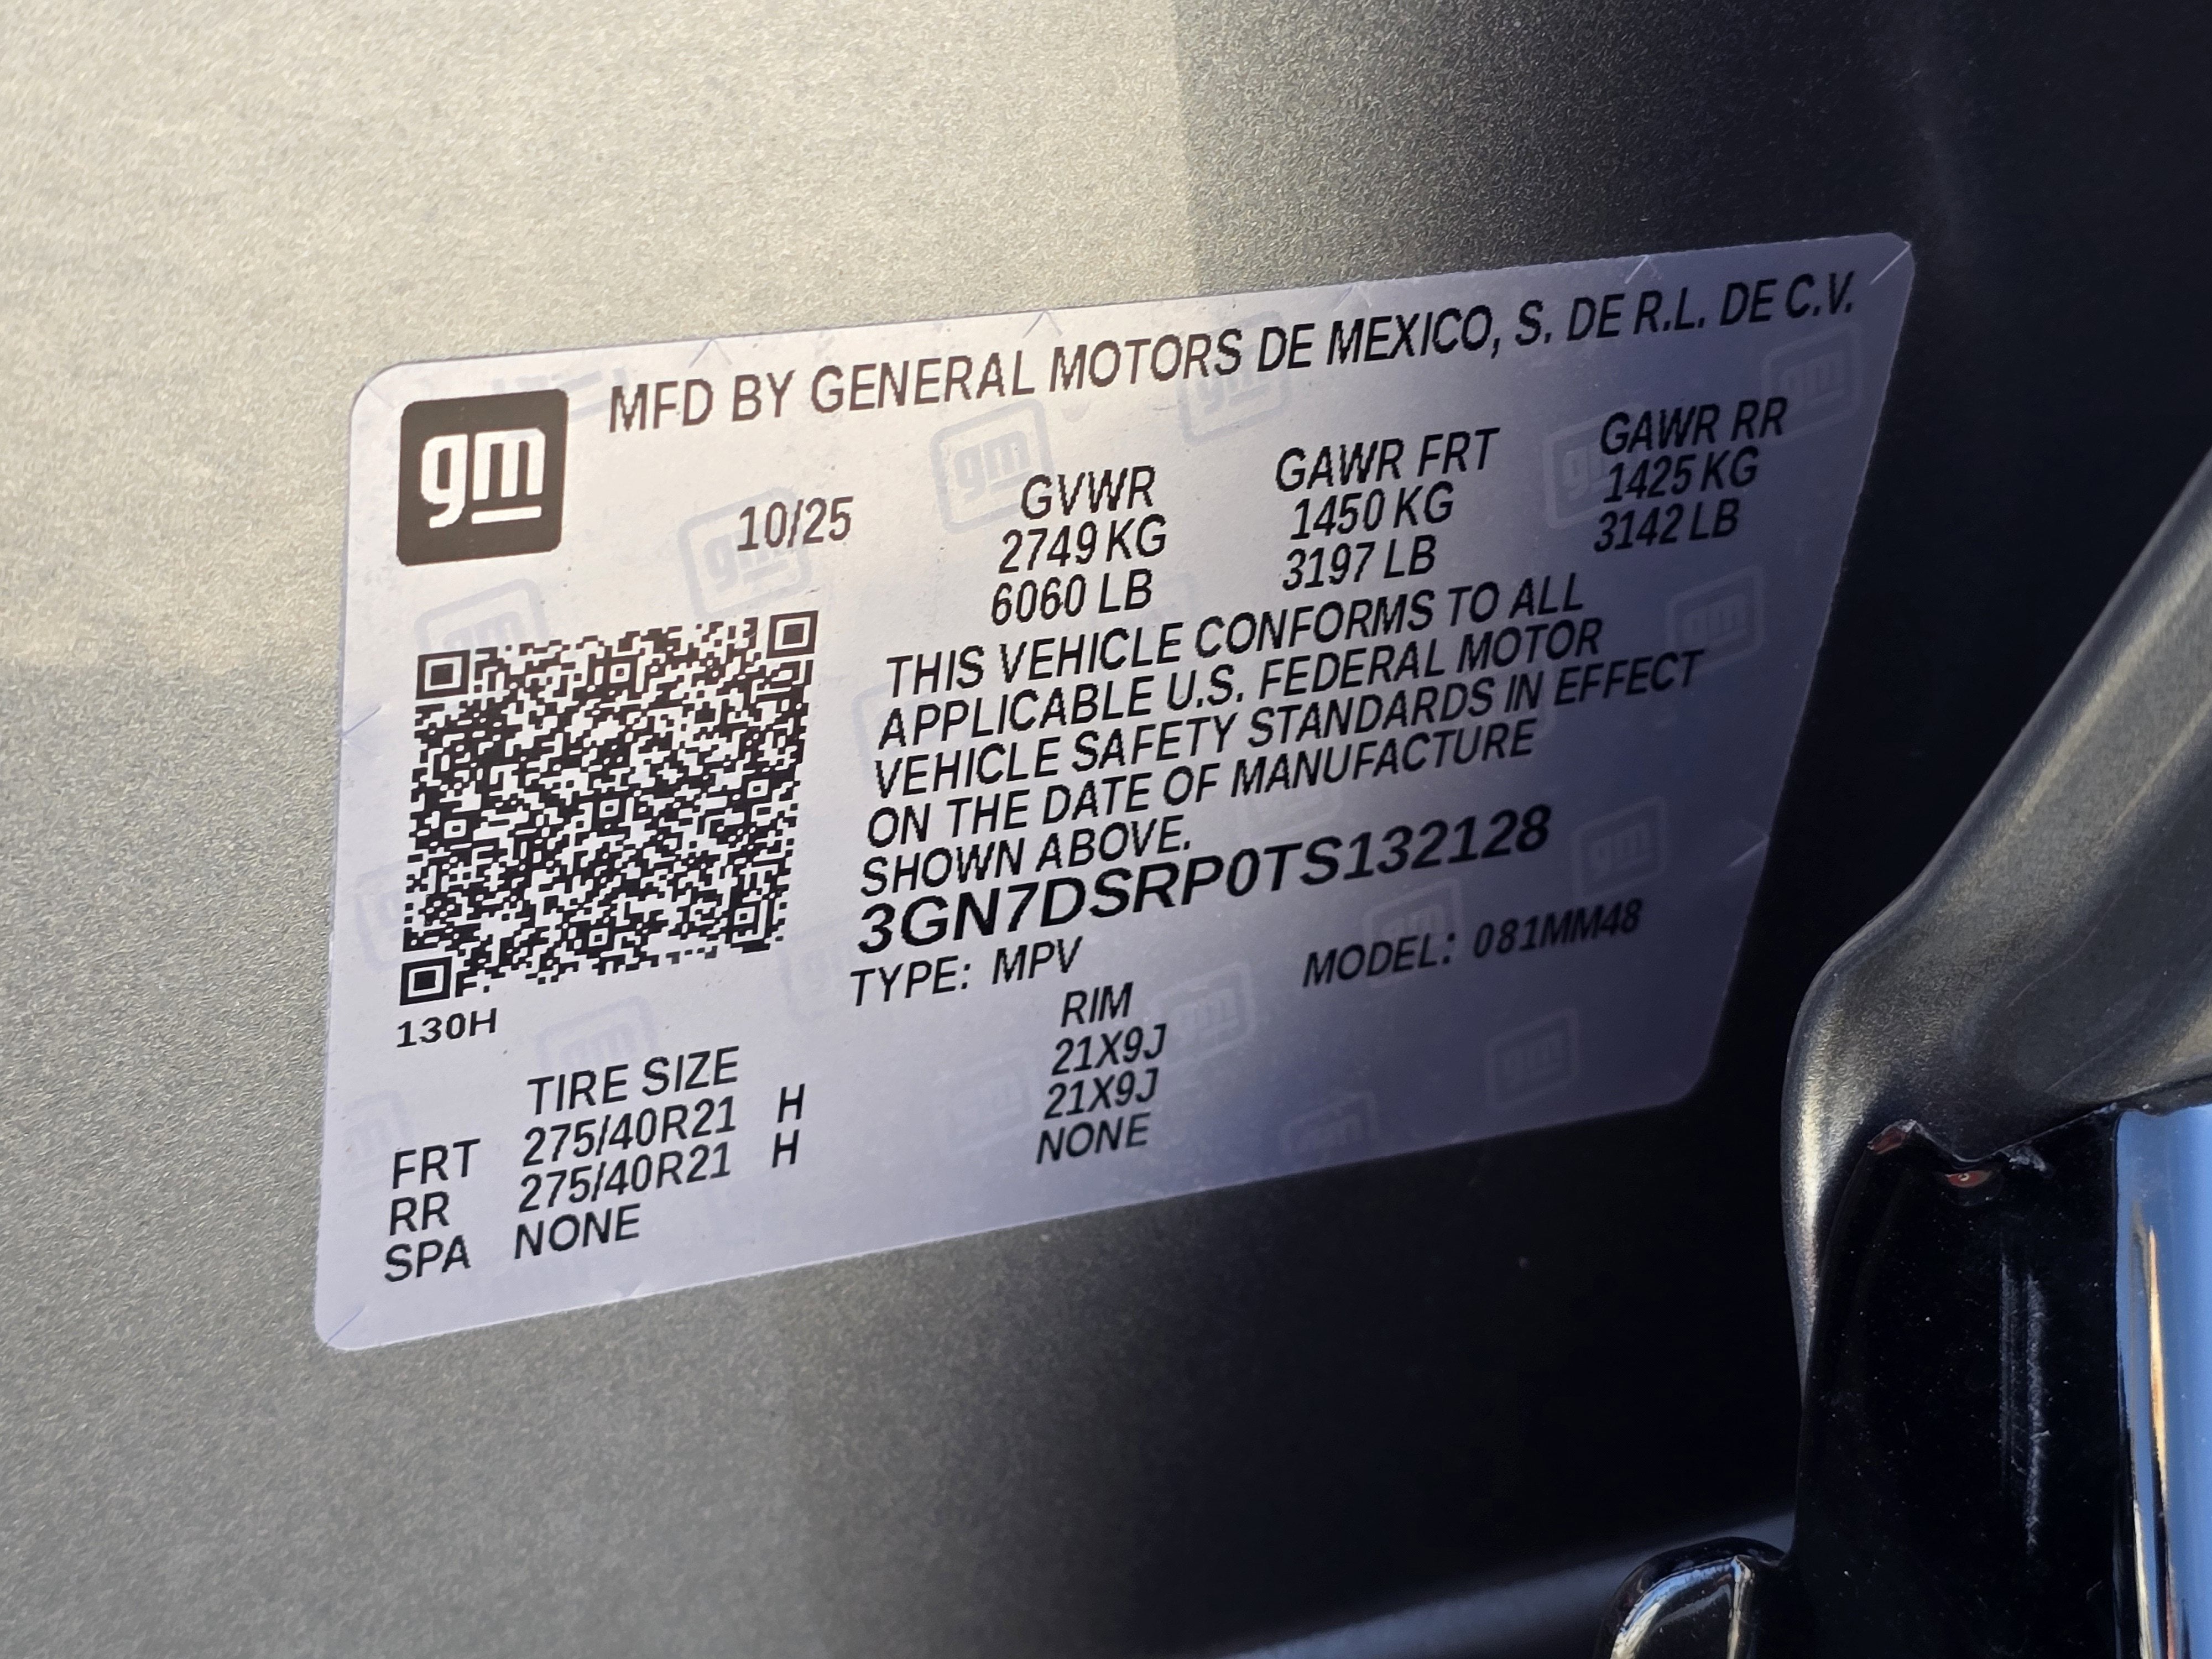 gm
MFD BY GENERAL MOTORS DE MEXICO, S. DE R.L. DE C.V.
10/25
GVWR GAWR FRT GAWR RR
2749 KG 1450 KG 1425 KG
6060 LB 3197 LB 3142 LB
THIS VEHICLE CONFORMS TO ALL
APPLICABLE U.S. FEDERAL MOTOR
VEHICLE SAFETY STANDARDS IN EFFECT
ON THE DATE OF MANUFACTURE
SHOWN ABOVE.
3GN7DSRP0TS132128
TYPE: MPV MODEL: 081MM48
130H
TIRE SIZE RIM
FRT 275/40R21 H 21X9J
RR 275/40R21 H 21X9J
SPA NONE NONE